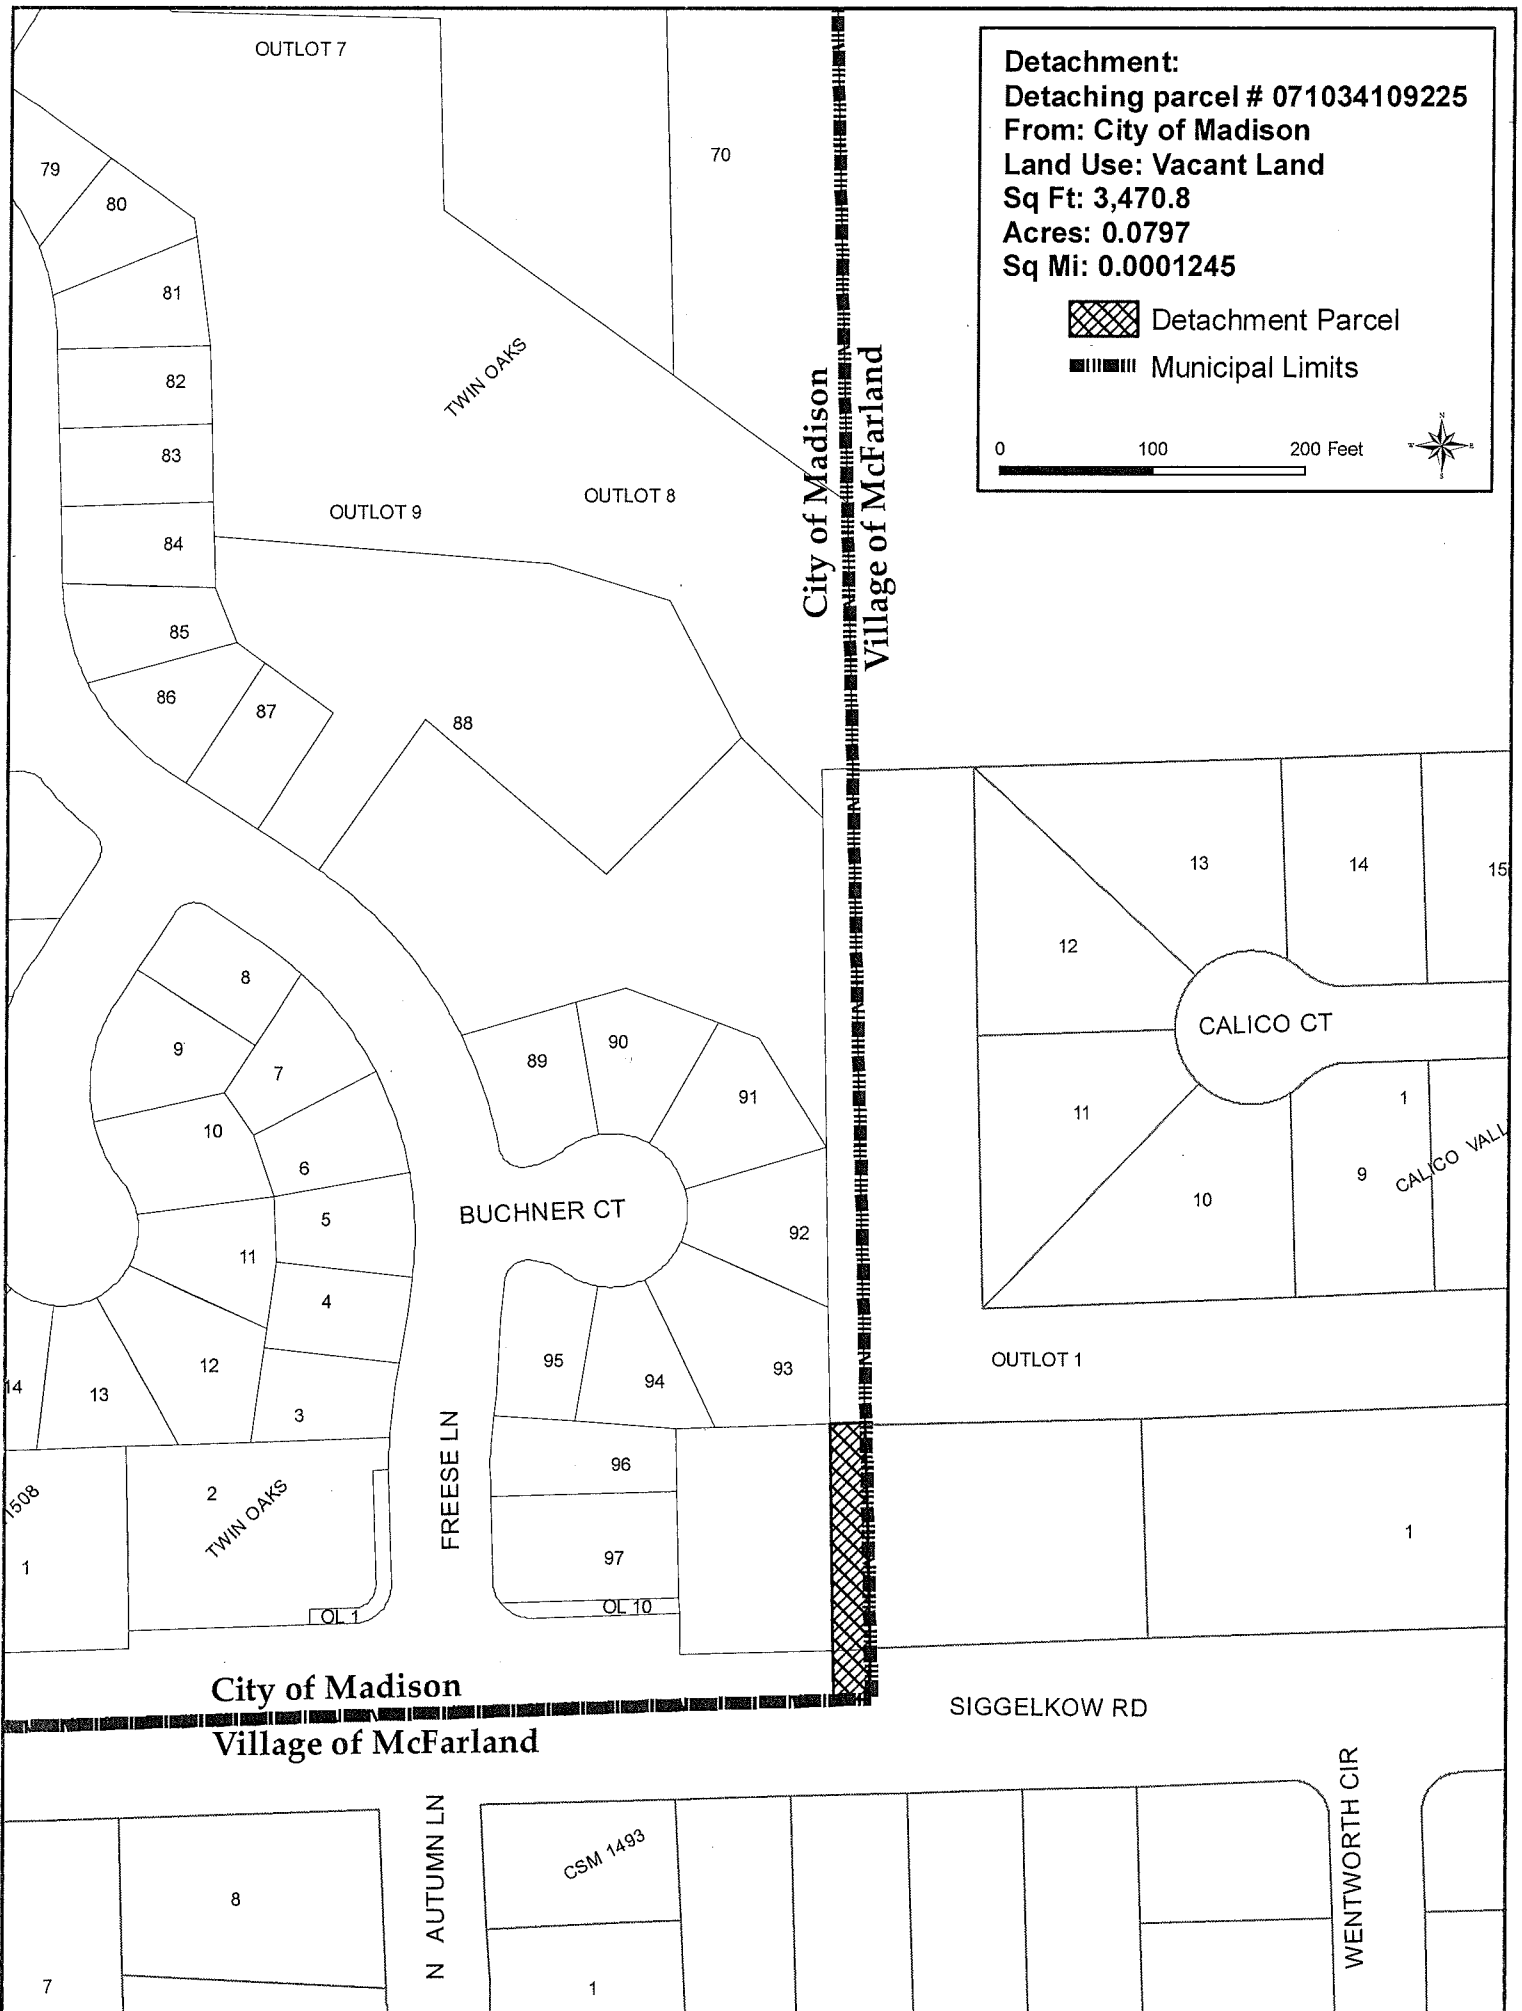 OUTLOT 7
Detachment:
Detaching parcel # 071034109225
From: City of Madison
Land Use: Vacant Land
Sq Ft: 3,470.8
Acres: 0.0797
Sq Mi: 0.0001245
Detachment Parcel
Municipal Limits
0 100 200 Feet
N
E
S
W
70
79
80
81
82
83
84
85
86
87
88
TWIN OAKS
OUTLOT 9
OUTLOT 8
City of Madison
Village of McFarland
13
14
15
12
CALICO CT
11
10
9
1
CALICO VALL
OUTLOT 1
8
9
7
10
6
5
11
4
12
3
13
14
89
90
91
BUCHNER CT
92
93
94
95
96
97
OL 10
FREESE LN
1508
1
2
TWIN OAKS
OL 1
1
City of Madison
Village of McFarland
SIGGELKOW RD
N AUTUMN LN
CSM 1493
WENTWORTH CIR
8
7
1